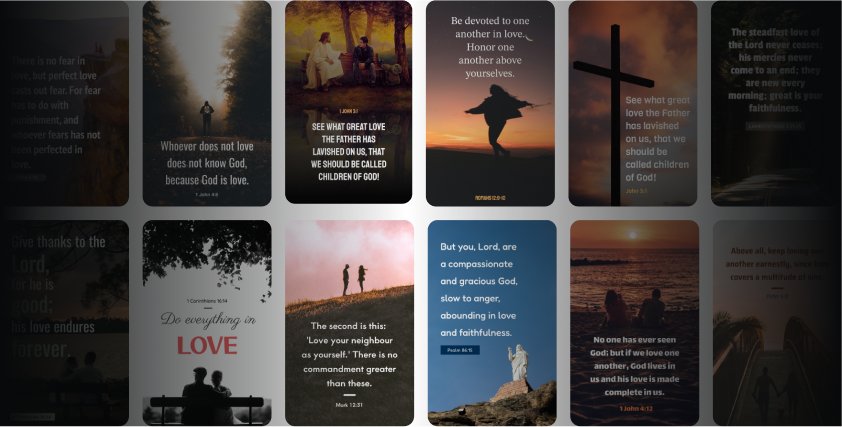 There is no fear in
love, but perfect love
casts out fear. For fear
has to do with
punishment, and
whoever fears has not
been perfected in
love.
Whoever does not love
does not know God,
because God is love.
1 John 4:8
1 JOHN 3:1
SEE WHAT GREAT LOVE
THE FATHER HAS
LAVISHED ON US, THAT
WE SHOULD BE CALLED
CHILDREN OF GOD!
Be devoted to one
another in love.
Honor one
another above
yourselves.
ROMANS 12:9-12
See what great
love the Father
has lavished
on us, that we
should be
called children
of God!
John 3:1
The steadfast love of
the Lord never ceases;
his mercies never
come to an end; they
are new every
morning; great is your
faithfulness.
Give thanks to the
Lord,
for he is
good;
his love endures
forever.
1 Corinthians 16:14
Do everything in
LOVE
The second is this:
'Love your neighbour
as yourself.' There is no
commandment greater
than these.
Mark 12:31
But you, Lord, are
a compassionate
and gracious God,
slow to anger,
abounding in love
and faithfulness.
Psalm 86:15
No one has ever seen
God; but if we love one
another, God lives in
us and his love is made
complete in us.
1 John 4:12
Above all, keep loving one
another earnestly, since love
covers a multitude of sins.